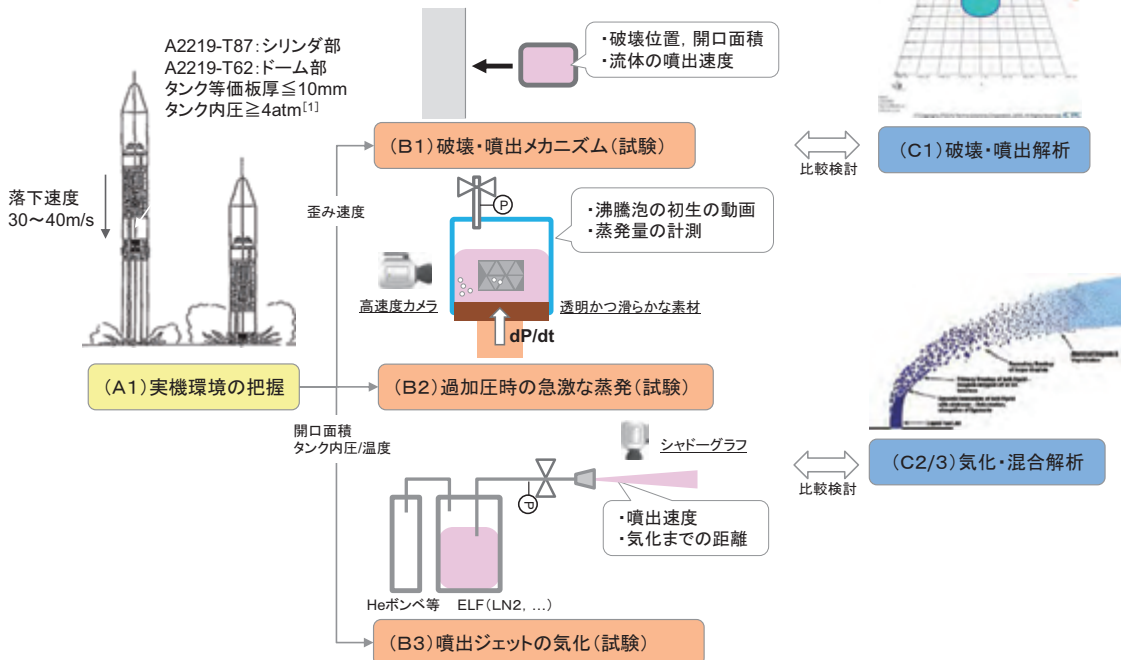 A2219-T87：シリンダ部
A2219-T62：ドーム部
タンク等価板厚≦10mm
タンク内圧≧4atm[1]
落下速度
30～40m/s
（A1）実機環境の把握
歪み速度
開口面積
タンク内圧/温度
・破壊位置，開口面積
・流体の噴出速度
（B1）破壊・噴出メカニズム（試験）
P
・沸騰泡の初生の動画
・蒸発量の計測
高速度カメラ
透明かつ滑らかな素材
dP/dt
（B2）過加圧時の急激な蒸発（試験）
シャドーグラフ
P
・噴出速度
・気化までの距離
Heボンベ等
ELF（LN2，...）
（B3）噴出ジェットの気化（試験）
比較検討
（C1）破壊・噴出解析
比較検討
（C2/3）気化・混合解析